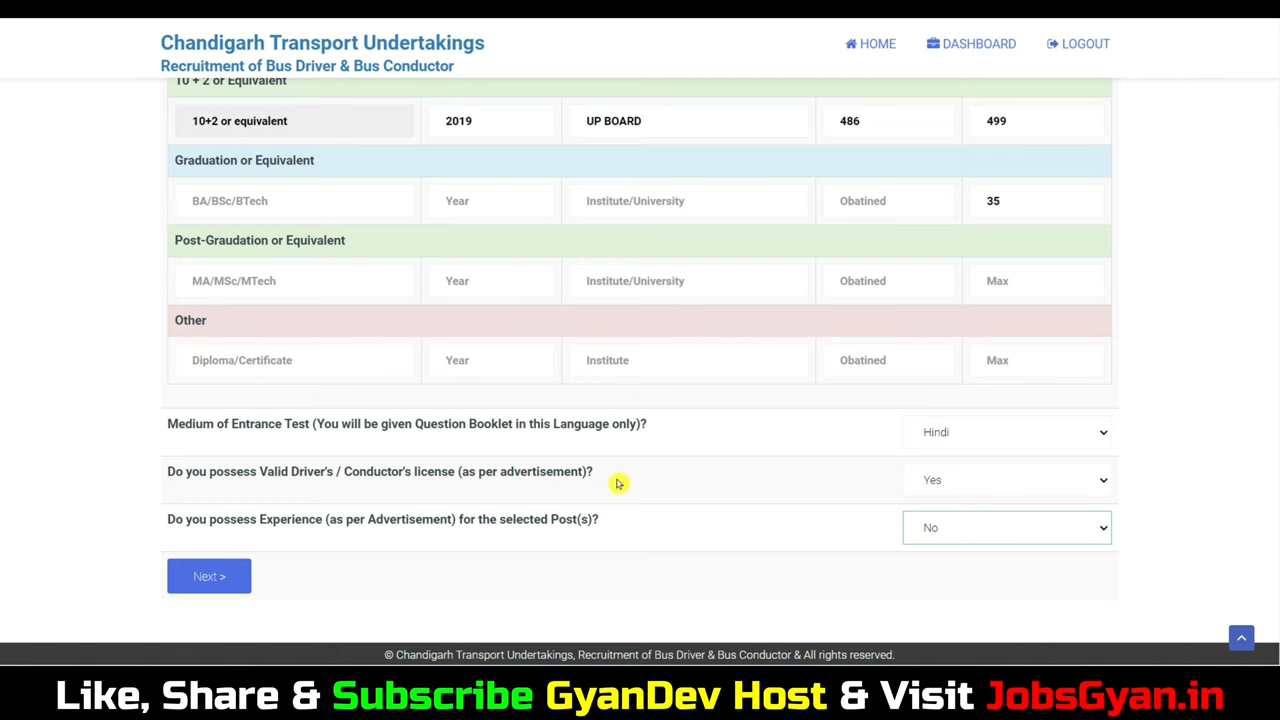 Chandigarh Transport Undertakings
HOME DASHBOARD LOGOUT
Recruitment of Bus Driver & Bus Conductor
10 + 2 or Equivalent
10+2 or equivalent 2019 UP BOARD 486 499
Graduation or Equivalent
BA/BSc/BTech Year Institute/University Obatined 35
Post-Graudation or Equivalent
MA/MSc/MTech Year Institute/University Obatined Max
Other
Diploma/Certificate Year Institute Obatined Max
Medium of Entrance Test (You will be given Question Booklet in this Language only)? Hindi
Do you possess Valid Driver's / Conductor's license (as per advertisement)? Yes
Do you possess Experience (as per Advertisement) for the selected Post(s)? No
Next >
© Chandigarh Transport Undertakings, Recruitment of Bus Driver & Bus Conductor & All rights reserved.
Like, Share & Subscribe GyanDev Host & Visit JobsGyan.in